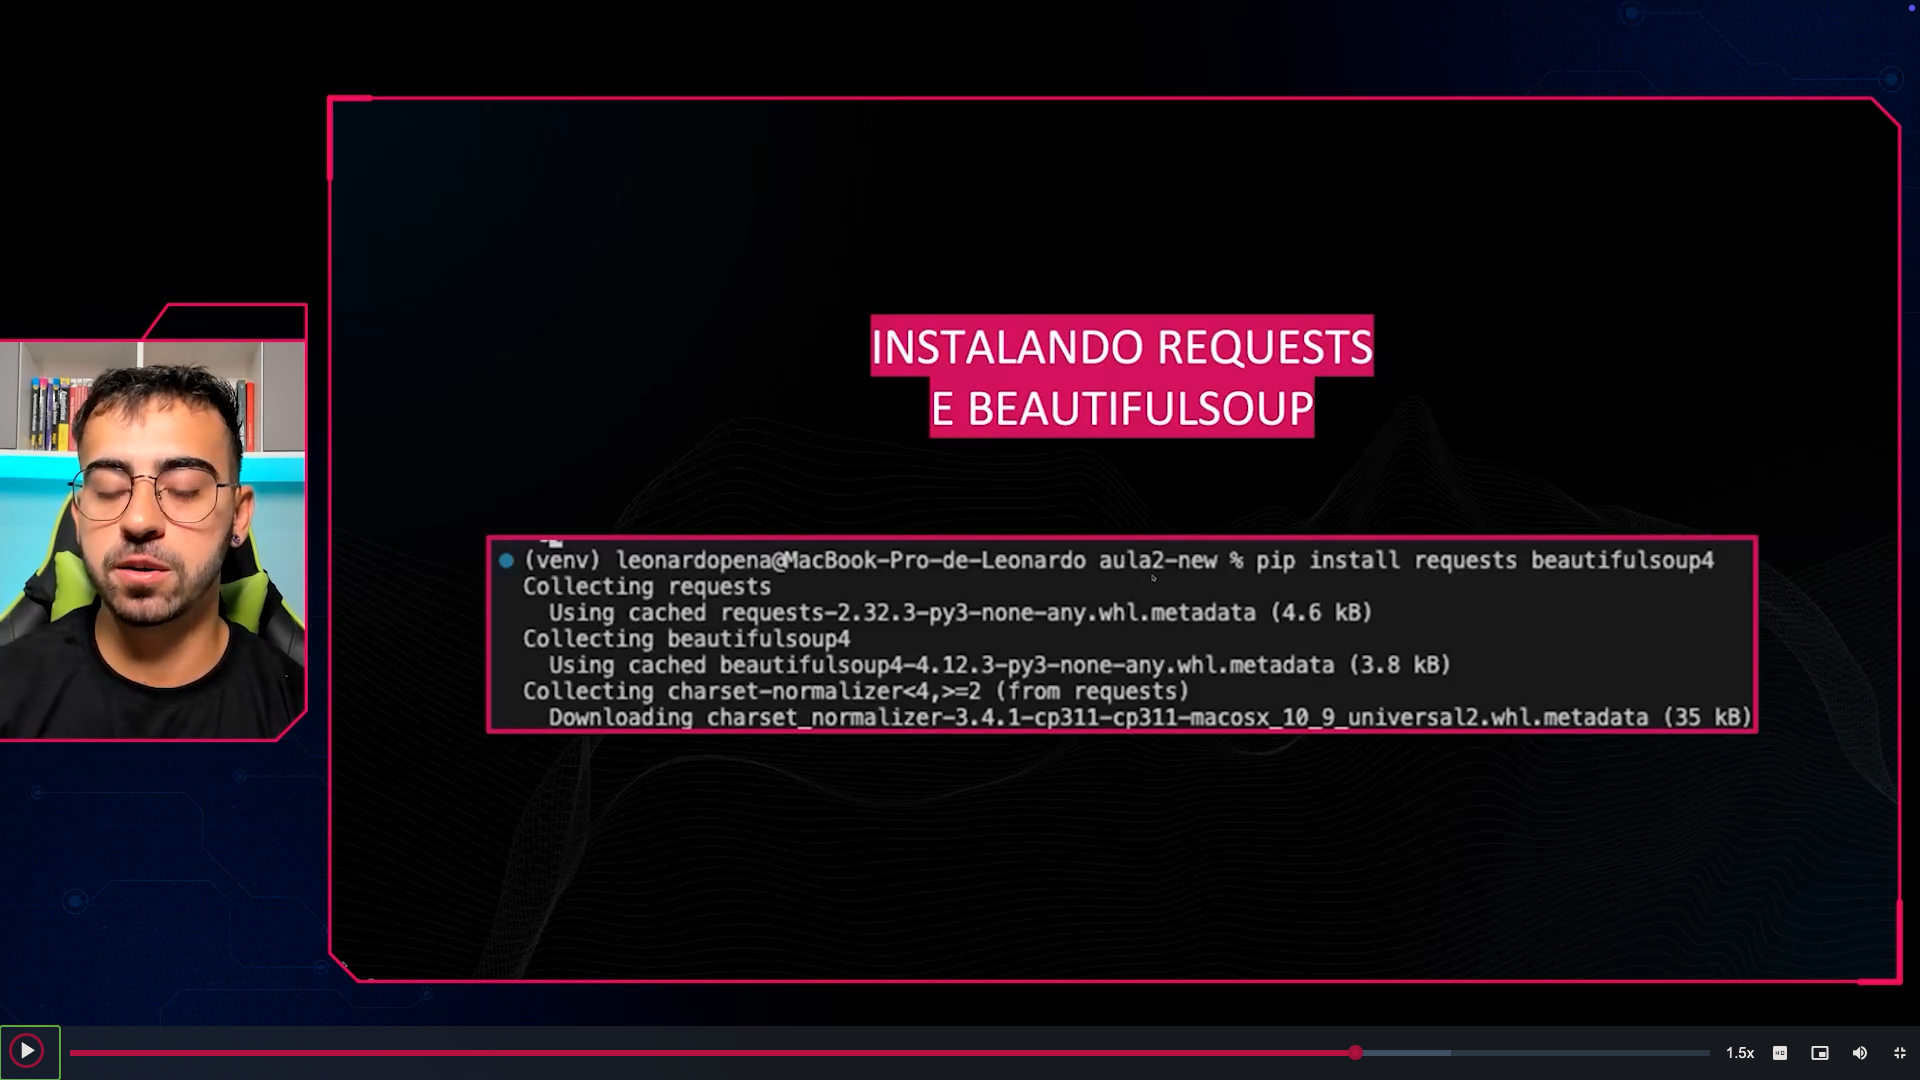 INSTALANDO REQUESTS
E BEAUTIFULSOUP
(venv) leonardopena@MacBook-Pro-de-Leonardo aula2-new % pip install requests beautifulsoup4
Collecting requests
Using cached requests-2.32.3-py3-none-any.whl.metadata (4.6 kB)
Collecting beautifulsoup4
Using cached beautifulsoup4-4.12.3-py3-none-any.whl.metadata (3.8 kB)
Collecting charset-normalizer<4,>=2 (from requests)
Downloading charset_normalizer-3.4.1-cp311-cp311-macosx_10_9_universal2.whl.metadata (35 kB)
1.5x